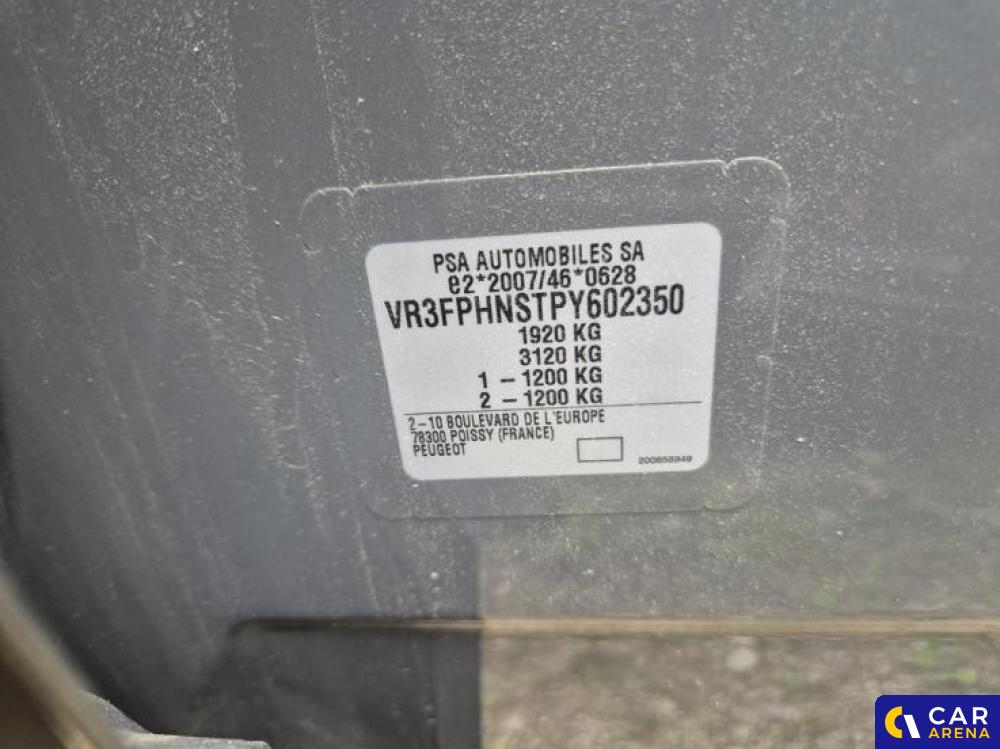 PSA AUTOMOBILES SA
e2*2007/46*0628
VR3FPHNSTPY602350
1920 KG
3120 KG
1 – 1200 KG
2 – 1200 KG
2–10 BOULEVARD DE L'EUROPE
78300 POISSY (FRANCE)
PEUGEOT
200658949
CAR
ARENA